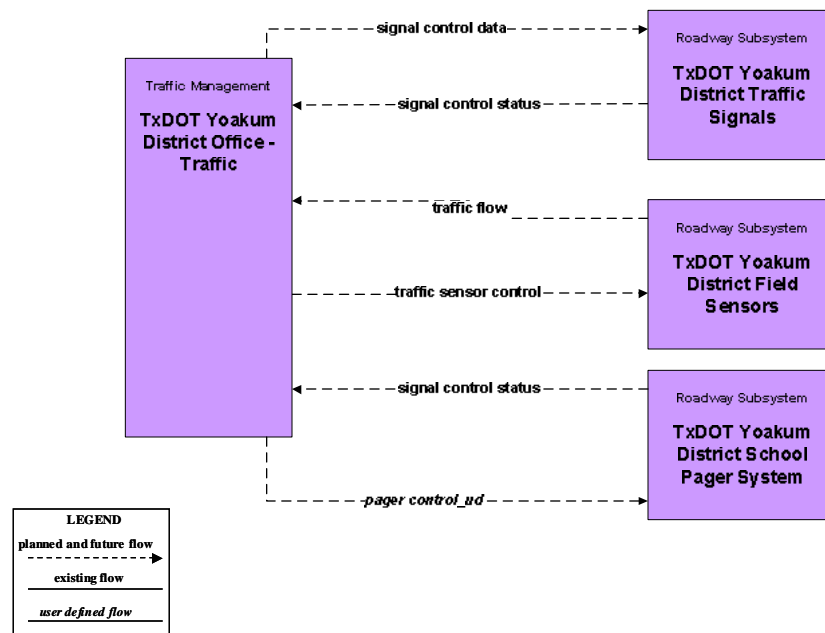 signal control data
Roadway Subsystem
TxDOT Yoakum
District Traffic
Signals
Traffic Management
TxDOT Yoakum
District Office -
Traffic
signal control status
traffic flow
Roadway Subsystem
TxDOT Yoakum
District Field
Sensors
traffic sensor control
signal control status
Roadway Subsystem
TxDOT Yoakum
District School
Pager System
pager control_ud
LEGEND
planned and future flow
existing flow
user defined flow